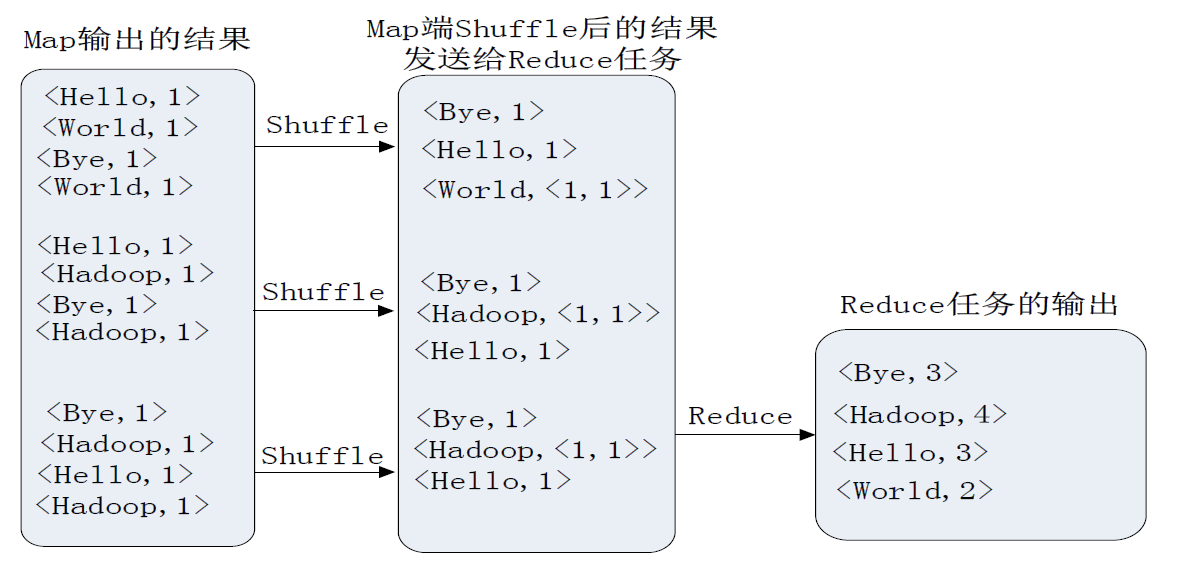 Map输出的结果
<Hello,1>
<World,1>
<Bye,1>
<World,1>
<Hello,1>
<Hadoop,1>
<Bye,1>
<Hadoop,1>
<Bye,1>
<Hadoop,1>
<Hello,1>
<Hadoop,1>
Shuffle
Shuffle
Shuffle
Map端Shuffle后的结果
发送给Reduce任务
<Bye,1>
<Hello,1>
<World,<1,1>>
<Bye,1>
<Hadoop,<1,1>>
<Hello,1>
<Bye,1>
<Hadoop,<1,1>>
<Hello,1>
Reduce
Reduce任务的输出
<Bye,3>
<Hadoop,4>
<Hello,3>
<World,2>